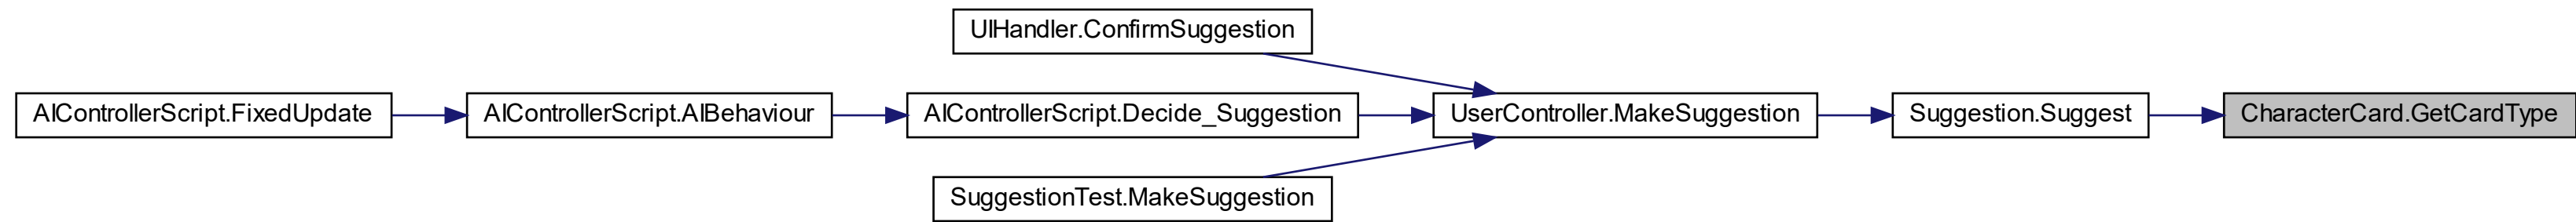 UIHandler.ConfirmSuggestion
AIControllerScript.FixedUpdate
AIControllerScript.AIBehaviour
AIControllerScript.Decide_Suggestion
UserController.MakeSuggestion
Suggestion.Suggest
CharacterCard.GetCardType
SuggestionTest.MakeSuggestion